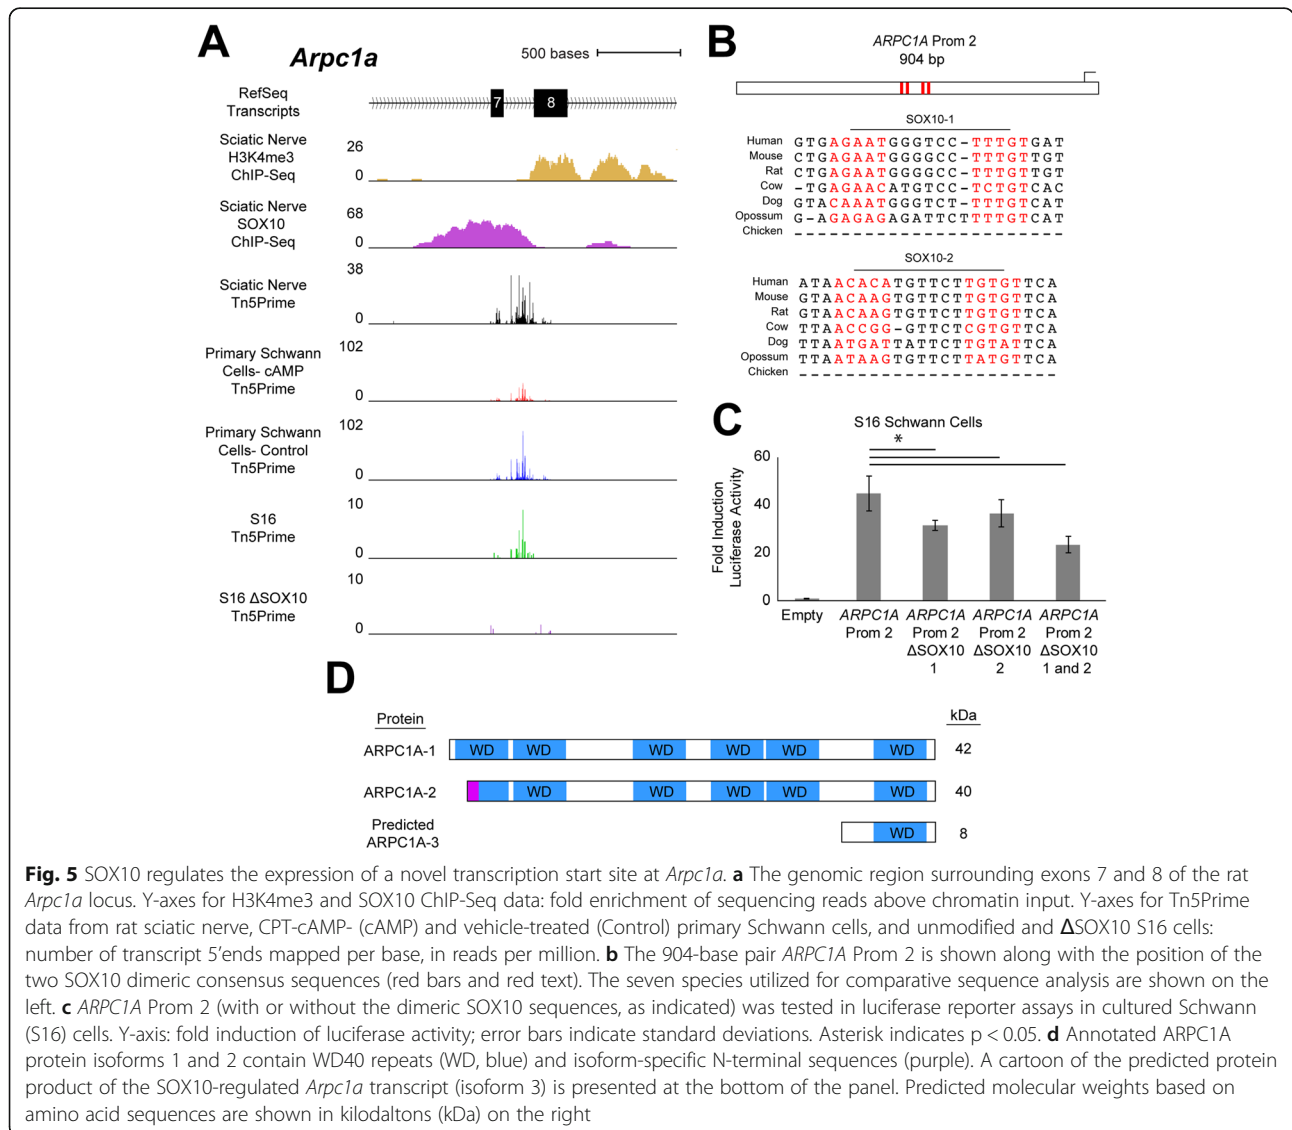 A
Arpc1a
500 bases
RefSeq
Transcripts
7
8
Sciatic Nerve
H3K4me3
ChIP-Seq
26
0
Sciatic Nerve
SOX10
ChIP-Seq
68
0
Sciatic Nerve
Tn5Prime
38
0
Primary Schwann
Cells- cAMP
Tn5Prime
102
0
Primary Schwann
Cells- Control
Tn5Prime
102
0
S16
Tn5Prime
10
0
S16 ΔSOX10
Tn5Prime
10
0
B
ARPC1A Prom 2
904 bp
SOX10-1
Human GTGAGAATGGGTCC-TTTGTGAT
Mouse CTGAGAATGGGGCC-TTTGTTGT
Rat CTGAGAATGGGGCC-TTTGTTGT
Cow -TGAGAACATGTCC-TCTGTCAC
Dog GTACAAATGGGTCT-TTTGTCAT
Opossum G-AGAGAGAGATTCTTTTGTCAT
Chicken -----------------------
SOX10-2
Human ATAACACATGTTCTTGTGTTCA
Mouse GTAACAAGTGTTCTTGTGTTCA
Rat GTAACAAGTGTTCTTGTGTTCA
Cow TTAACCGG-GTTCTCGTGTTCA
Dog TTAATGATTATTCTTGTATTCA
Opossum TTAATAAGTGTTCTTATGTTCA
Chicken ----------------------
C
S16 Schwann Cells
Fold Induction
Luciferase Activity
60
40
20
0
*
Empty
ARPC1A
Prom 2
ARPC1A
Prom 2
ΔSOX10
1
ARPC1A
Prom 2
ΔSOX10
2
ARPC1A
Prom 2
ΔSOX10
1 and 2
D
Protein
kDa
ARPC1A-1 WD WD WD WD WD WD 42
ARPC1A-2 WD WD WD WD WD 40
Predicted
ARPC1A-3
WD 8
Fig. 5 SOX10 regulates the expression of a novel transcription start site at Arpc1a. a The genomic region surrounding exons 7 and 8 of the rat
Arpc1a locus. Y-axes for H3K4me3 and SOX10 ChIP-Seq data: fold enrichment of sequencing reads above chromatin input. Y-axes for Tn5Prime
data from rat sciatic nerve, CPT-cAMP- (cAMP) and vehicle-treated (Control) primary Schwann cells, and unmodified and ΔSOX10 S16 cells:
number of transcript 5'ends mapped per base, in reads per million. b The 904-base pair ARPC1A Prom 2 is shown along with the position of the
two SOX10 dimeric consensus sequences (red bars and red text). The seven species utilized for comparative sequence analysis are shown on the
left. c ARPC1A Prom 2 (with or without the dimeric SOX10 sequences, as indicated) was tested in luciferase reporter assays in cultured Schwann
(S16) cells. Y-axis: fold induction of luciferase activity; error bars indicate standard deviations. Asterisk indicates p < 0.05. d Annotated ARPC1A
protein isoforms 1 and 2 contain WD40 repeats (WD, blue) and isoform-specific N-terminal sequences (purple). A cartoon of the predicted protein
product of the SOX10-regulated Arpc1a transcript (isoform 3) is presented at the bottom of the panel. Predicted molecular weights based on
amino acid sequences are shown in kilodaltons (kDa) on the right